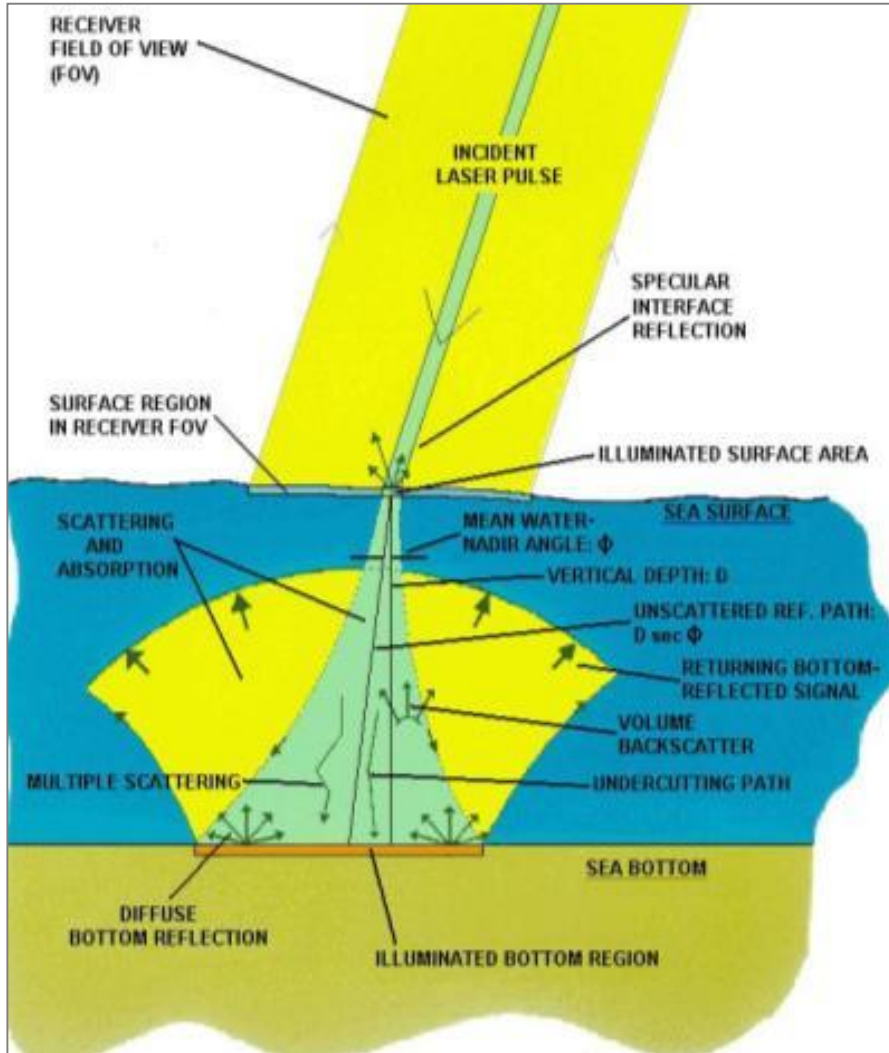 RECEIVER
FIELD OF VIEW
(FOV)
INCIDENT
LASER PULSE
SPECULAR
INTERFACE
REFLECTION
SURFACE REGION
IN RECEIVER FOV
ILLUMINATED SURFACE AREA
SEA SURFACE
SCATTERING
AND
ABSORPTION
MEAN WATER-
NADIR ANGLE: Φ
VERTICAL DEPTH: D
UNSCATTERED REF. PATH:
D sec Φ
RETURNING BOTTOM-
REFLECTED SIGNAL
VOLUME
BACKSCATTER
MULTIPLE SCATTERING
UNDERCUTTING PATH
SEA BOTTOM
DIFFUSE
BOTTOM REFLECTION
ILLUMINATED BOTTOM REGION